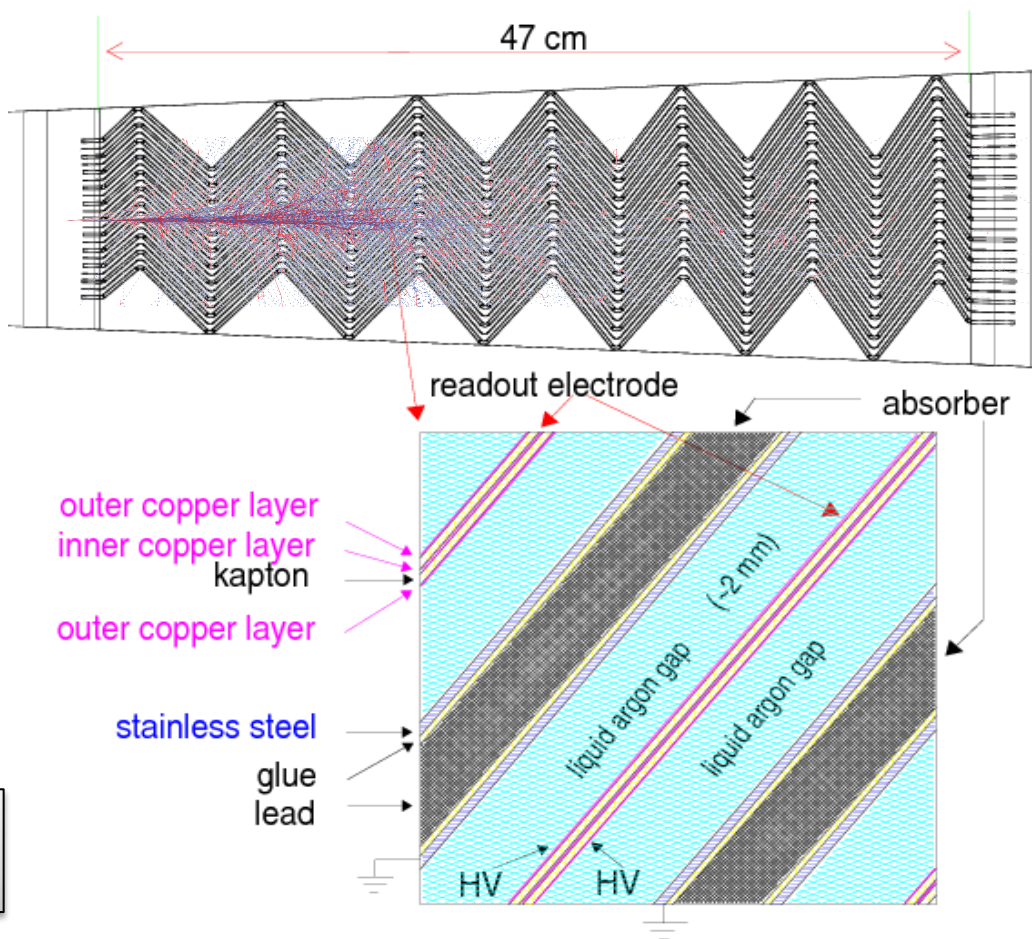 47 cm
readout electrode
absorber
outer copper layer
inner copper layer
kapton
outer copper layer
(~2 mm)
liquid argon gap
liquid argon gap
stainless steel
glue
lead
HV
HV